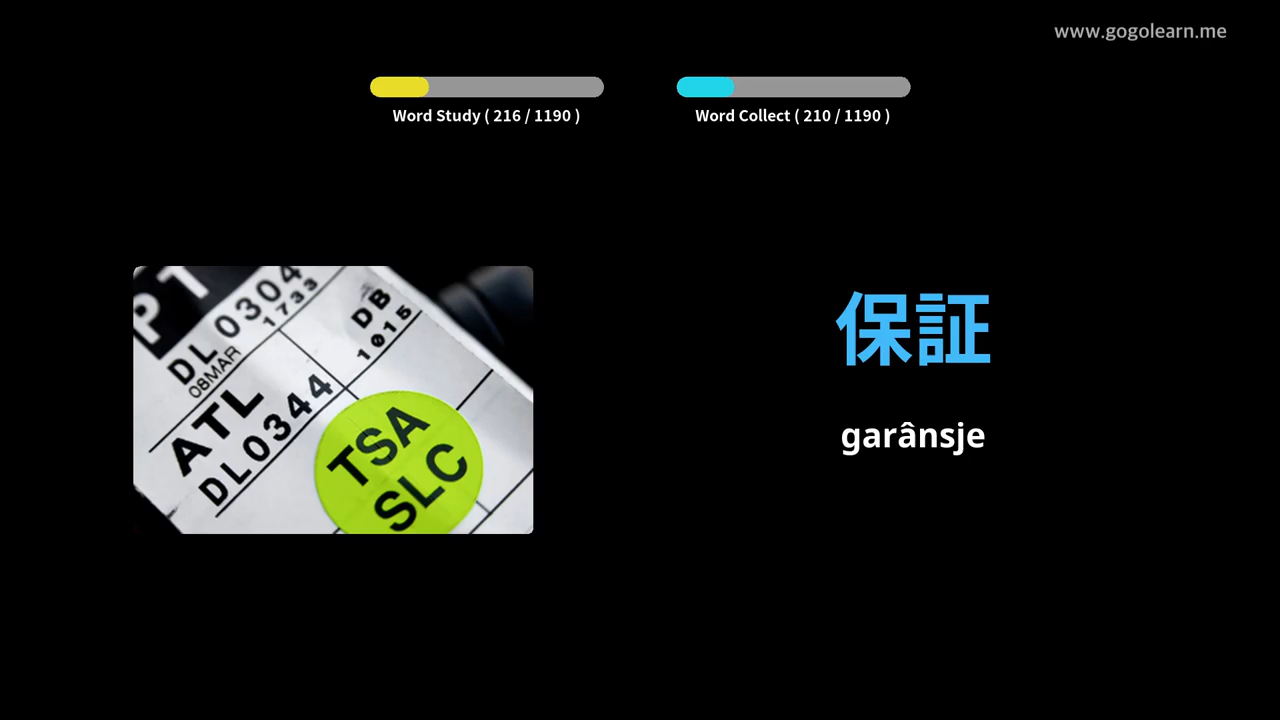 www.gogolearn.me
Word Study ( 216 / 1190 )
Word Collect ( 210 / 1190 )
P1
DL0304
1733
08MAR
DB
1015
ATL
DL0344
TSA
SLC
保証
garânsje